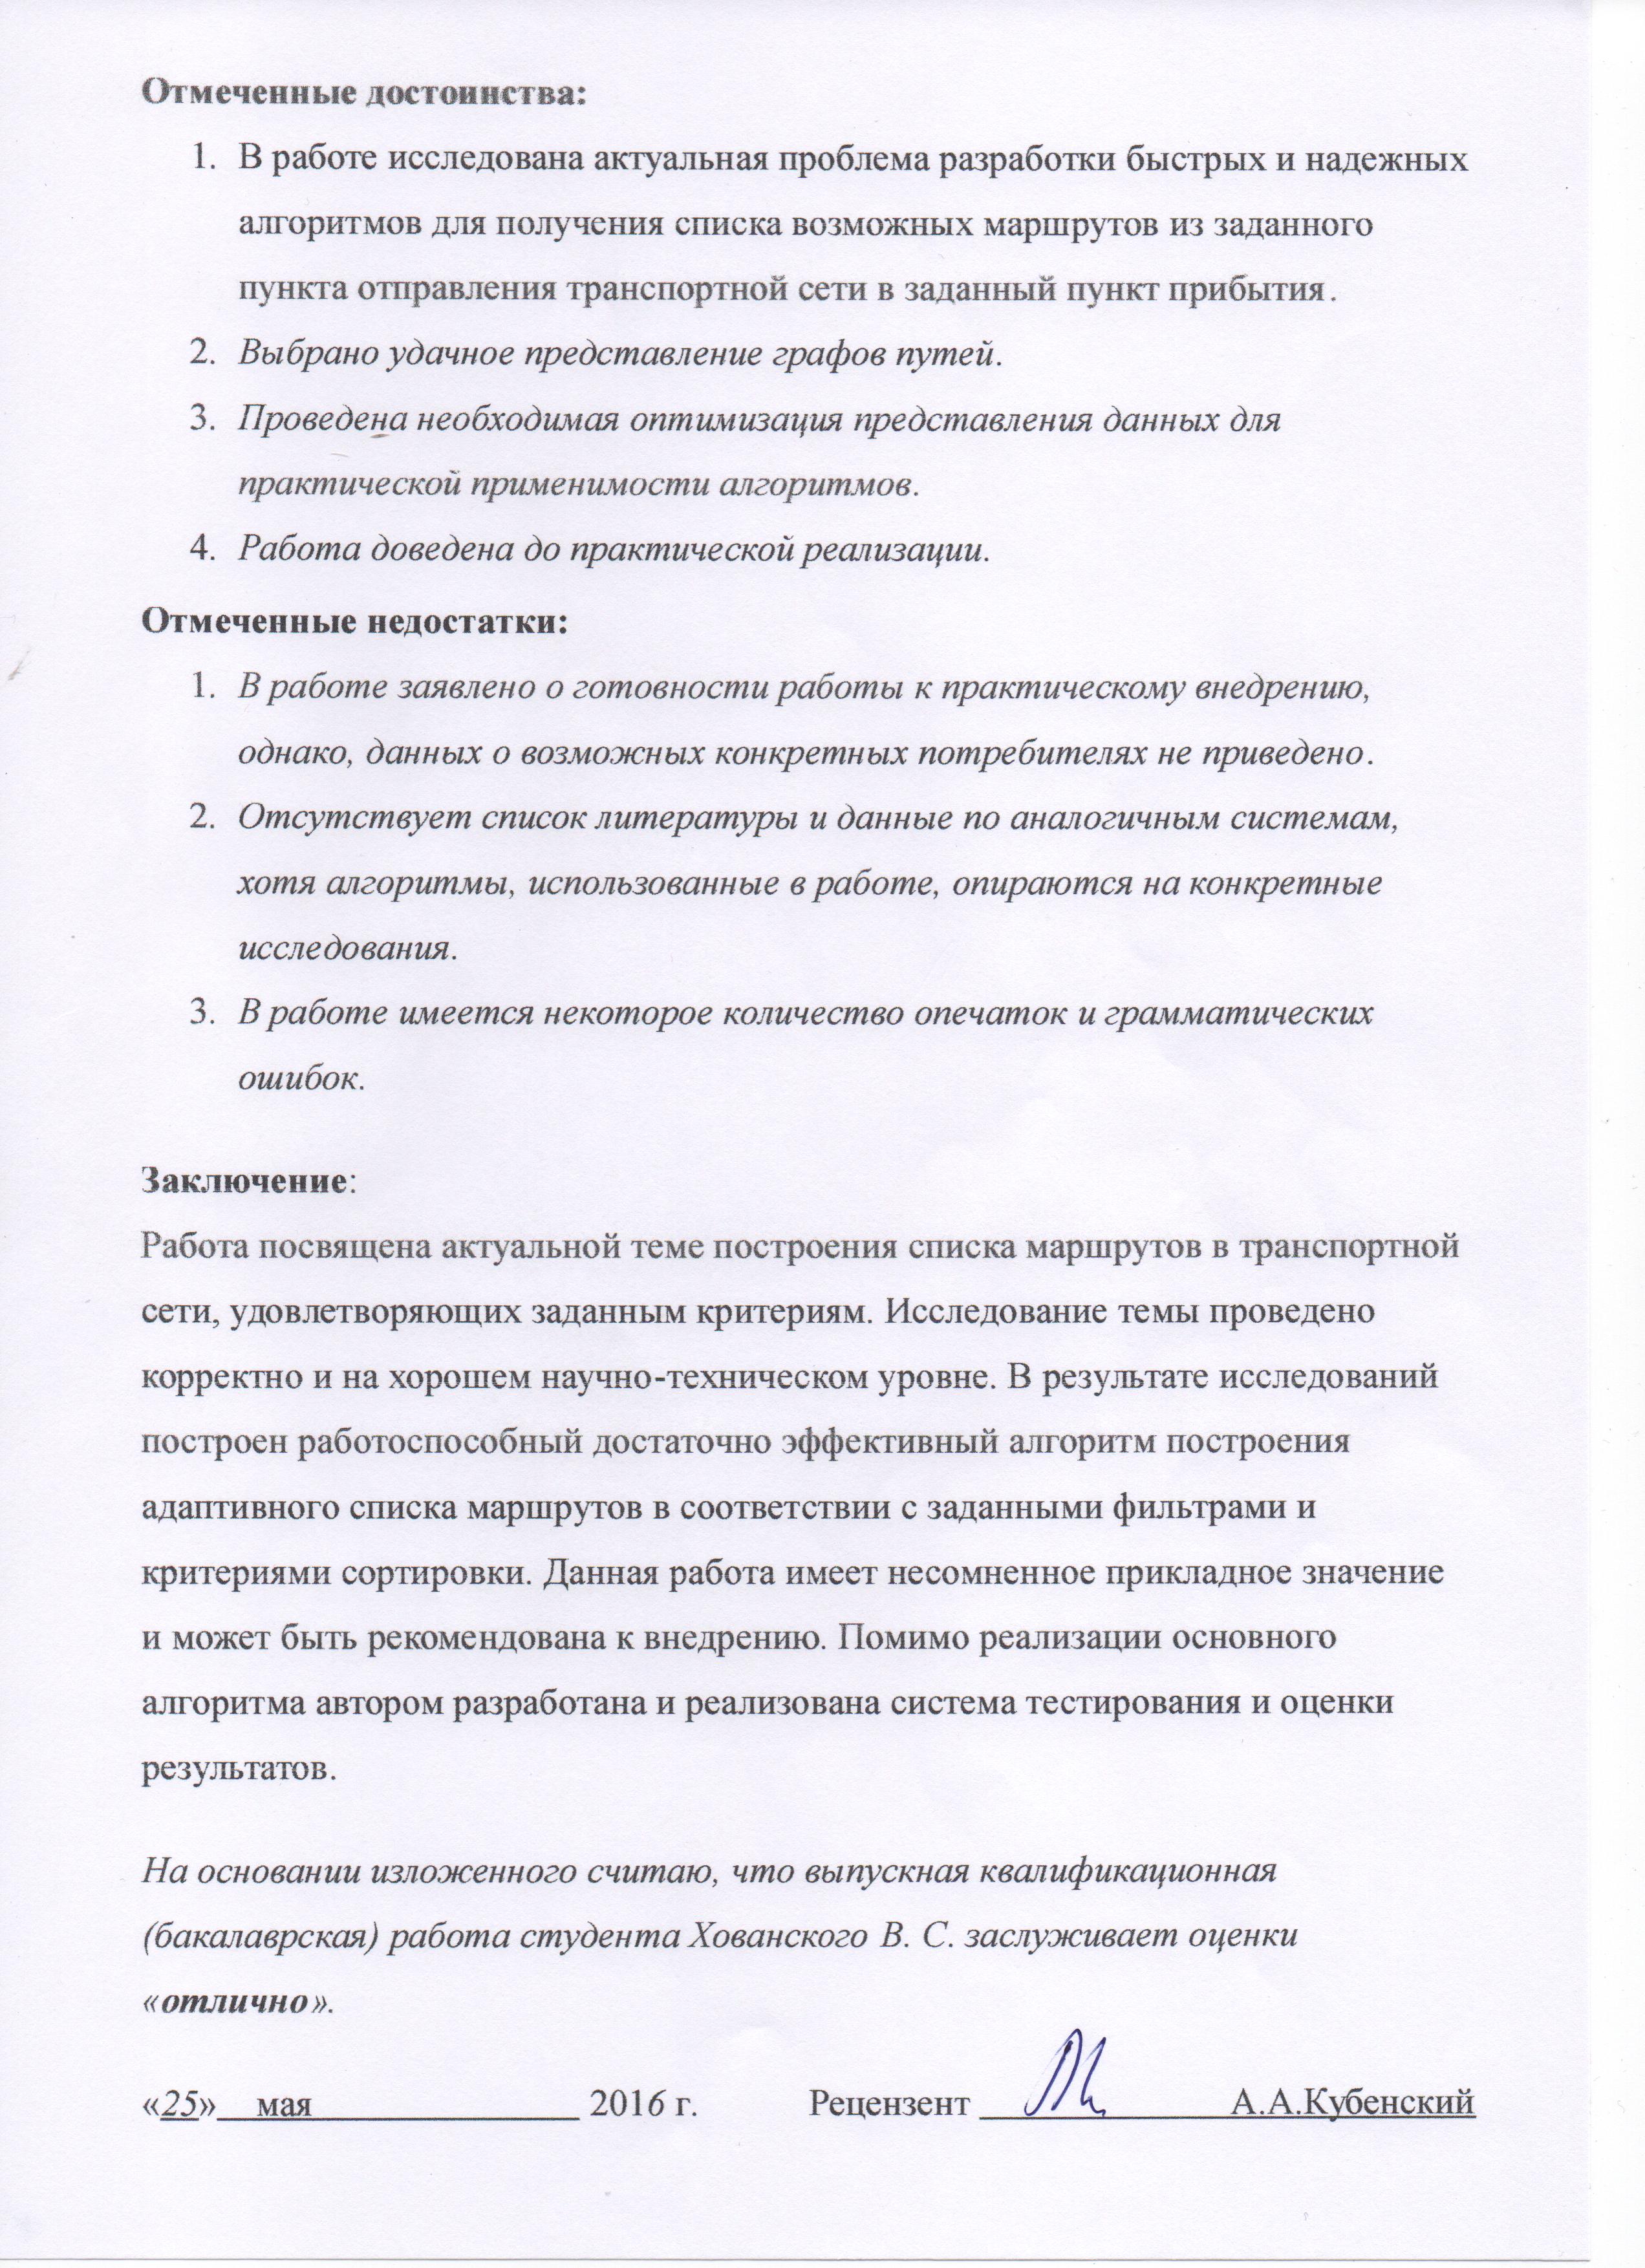 Отмеченные достоинства:
1. В работе исследована актуальная проблема разработки быстрых и надежных
алгоритмов для получения списка возможных маршрутов из заданного
пункта отправления транспортной сети в заданный пункт прибытия.
2. Выбрано удачное представление графов путей.
3. Проведена необходимая оптимизация представления данных для
практической применимости алгоритмов.
4. Работа доведена до практической реализации.
Отмеченные недостатки:
1. В работе заявлено о готовности работы к практическому внедрению,
однако, данных о возможных конкретных потребителях не приведено.
2. Отсутствует список литературы и данные по аналогичным системам,
хотя алгоритмы, использованные в работе, опираются на конкретные
исследования.
3. В работе имеется некоторое количество опечаток и грамматических
ошибок.
Заключение:
Работа посвящена актуальной теме построения списка маршрутов в транспортной
сети, удовлетворяющих заданным критериям. Исследование темы проведено
корректно и на хорошем научно-техническом уровне. В результате исследований
построен работоспособный достаточно эффективный алгоритм построения
адаптивного списка маршрутов в соответствии с заданными фильтрами и
критериями сортировки. Данная работа имеет несомненное прикладное значение
и может быть рекомендована к внедрению. Помимо реализации основного
алгоритма автором разработана и реализована система тестирования и оценки
результатов.
На основании изложенного считаю, что выпускная квалификационная
(бакалаврская) работа студента Хованского В. С. заслуживает оценки
«отлично».
«25» мая 2016 г. Рецензент А.А.Кубенский